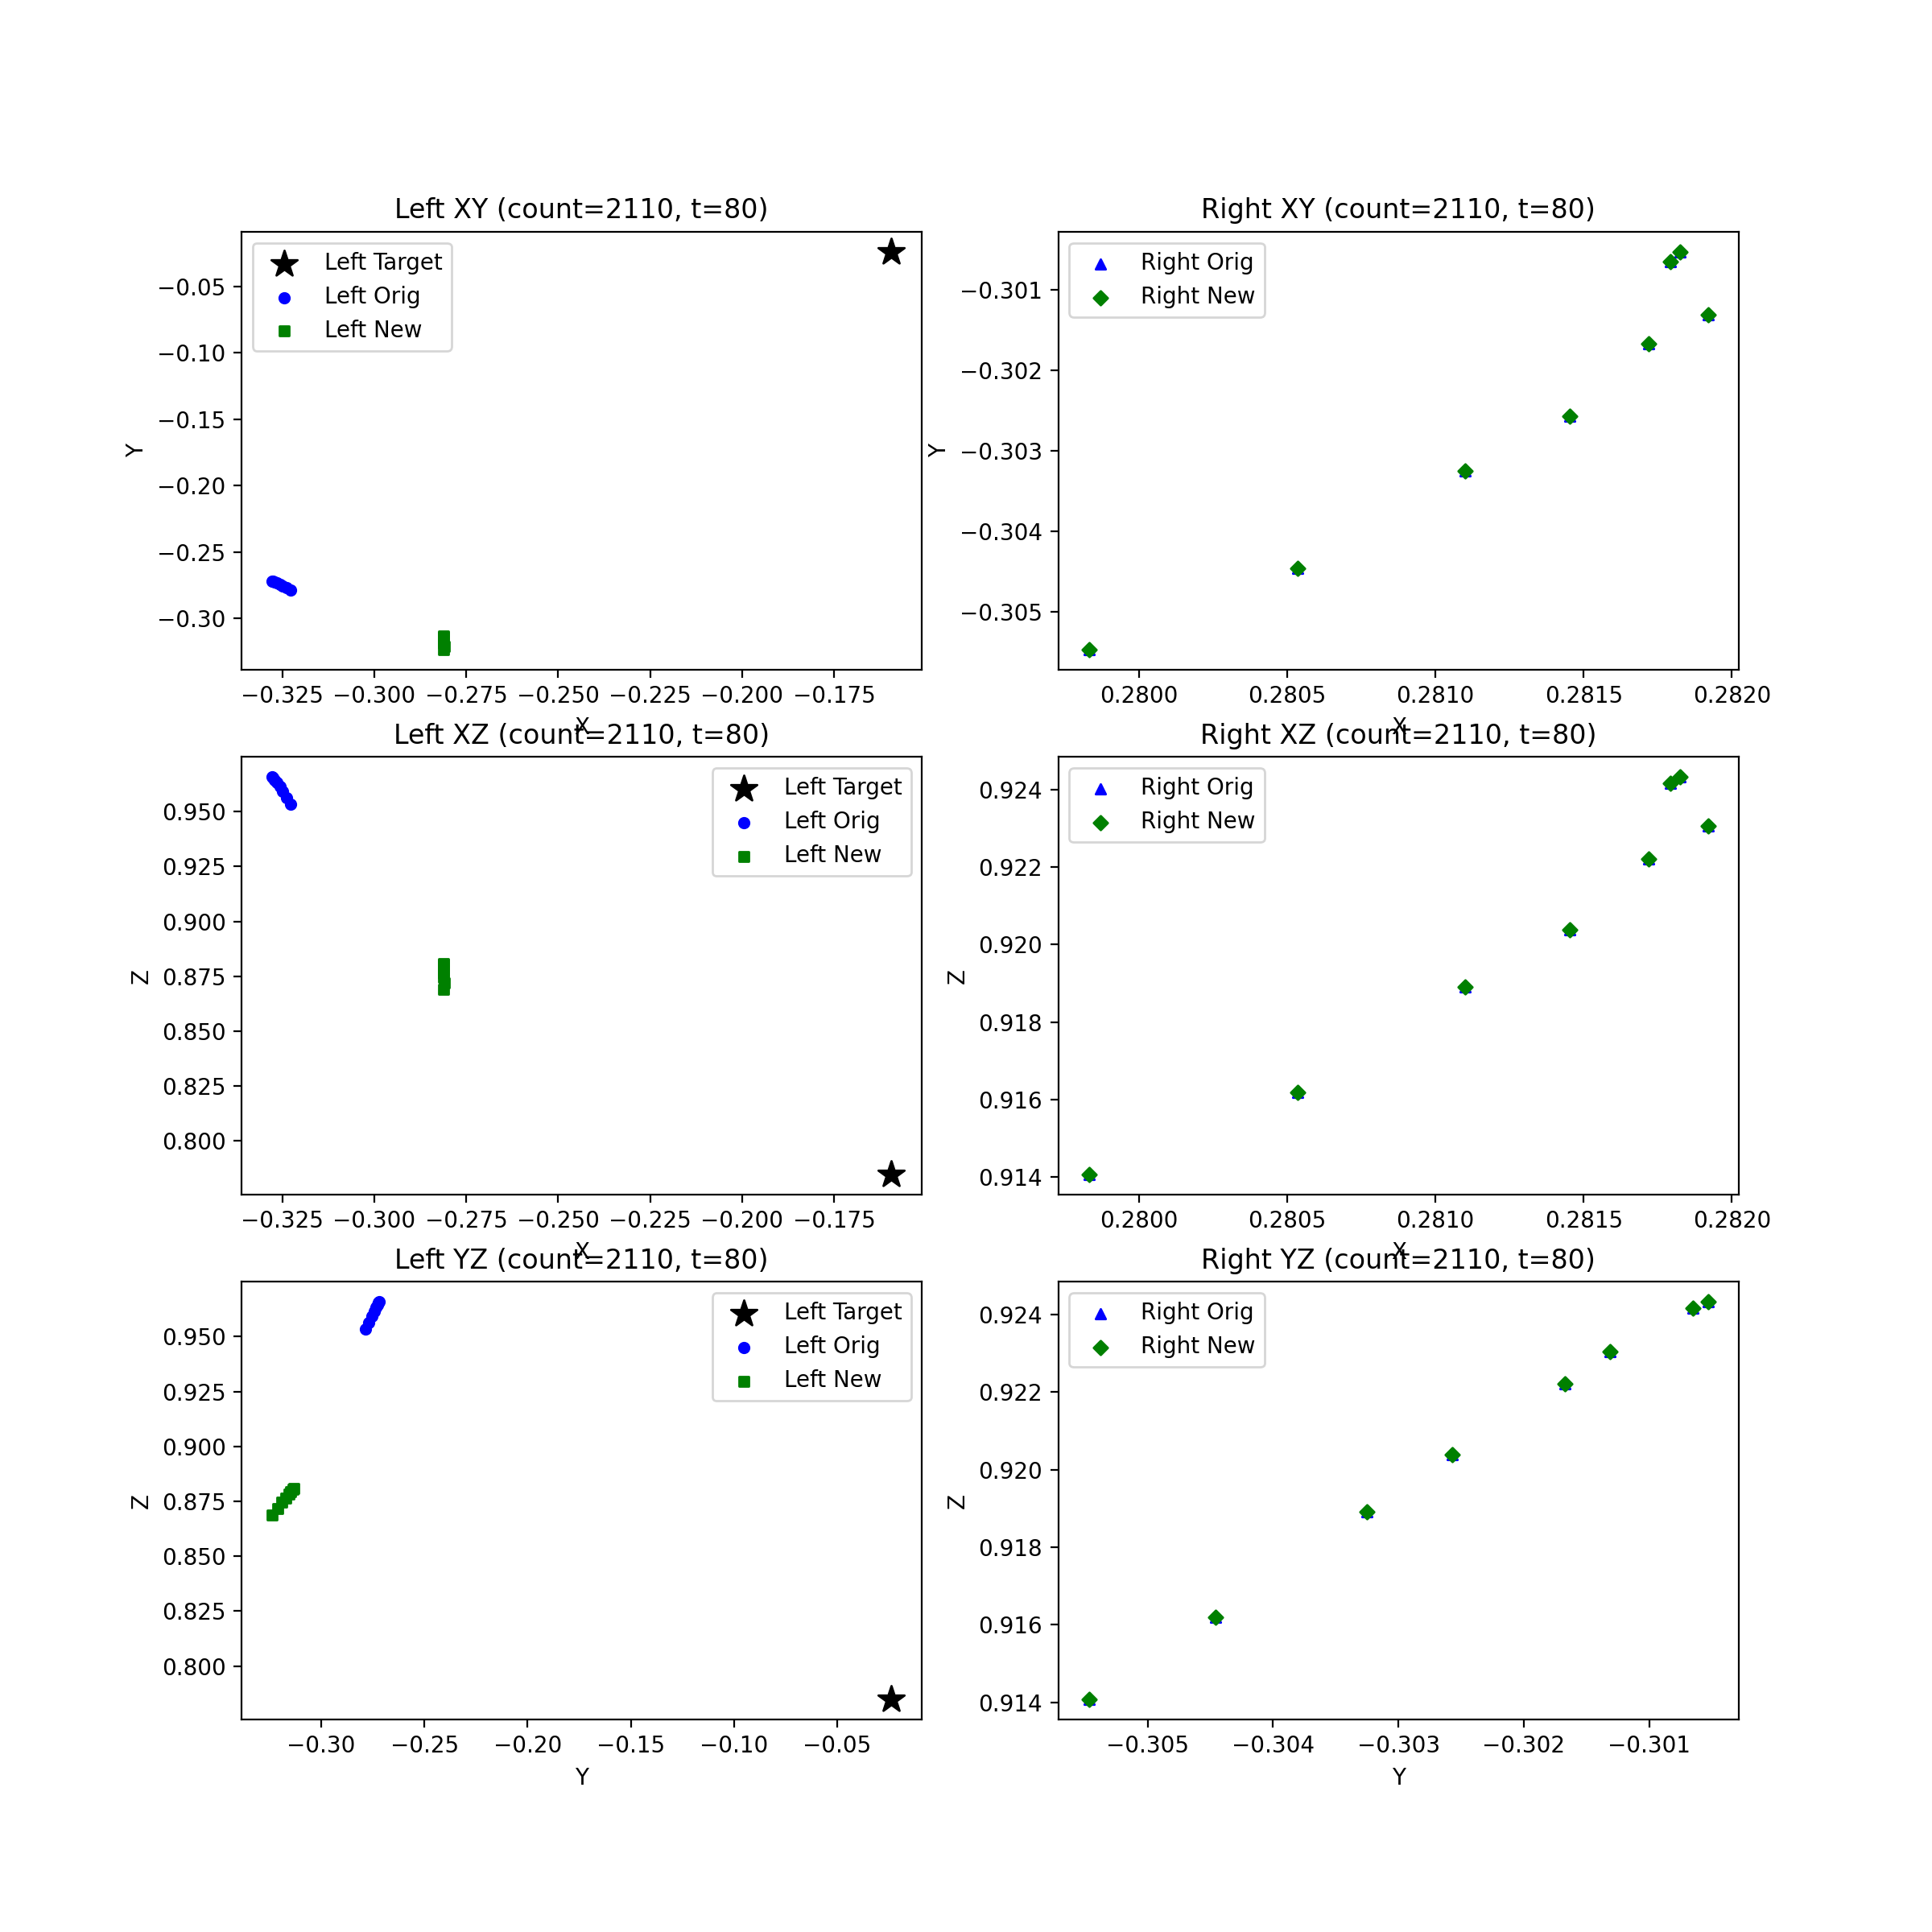 Left XY (count=2110, t=80)
Left Target
Left Orig
Left New
−0.05
−0.10
−0.15
−0.20
−0.25
−0.30
Y
−0.325 −0.300 −0.275 −0.250 −0.225 −0.200 −0.175
X
Right XY (count=2110, t=80)
Right Orig
Right New
−0.301
−0.302
−0.303
−0.304
−0.305
Y
0.2800 0.2805 0.2810 0.2815 0.2820
X
Left XZ (count=2110, t=80)
Left Target
Left Orig
Left New
0.950
0.925
0.900
0.875
0.850
0.825
0.800
Z
−0.325 −0.300 −0.275 −0.250 −0.225 −0.200 −0.175
X
Right XZ (count=2110, t=80)
Right Orig
Right New
0.924
0.922
0.920
0.918
0.916
0.914
Z
0.2800 0.2805 0.2810 0.2815 0.2820
X
Left YZ (count=2110, t=80)
Left Target
Left Orig
Left New
0.950
0.925
0.900
0.875
0.850
0.825
0.800
Z
−0.30 −0.25 −0.20 −0.15 −0.10 −0.05
Y
Right YZ (count=2110, t=80)
Right Orig
Right New
0.924
0.922
0.920
0.918
0.916
0.914
Z
−0.305 −0.304 −0.303 −0.302 −0.301
Y